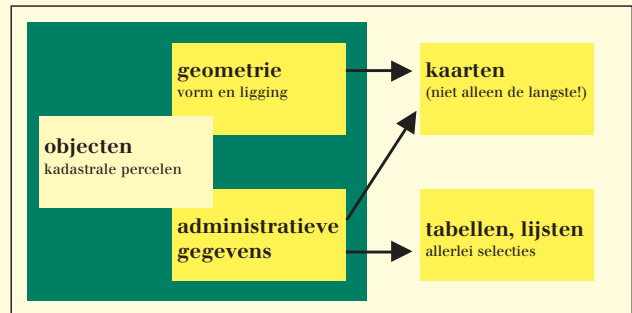 geometrie
vorm en ligging
kaarten
(niet alleen de langste!)
objecten
kadastrale percelen
administratieve
gegevens
tabellen, lijsten
allerlei selecties